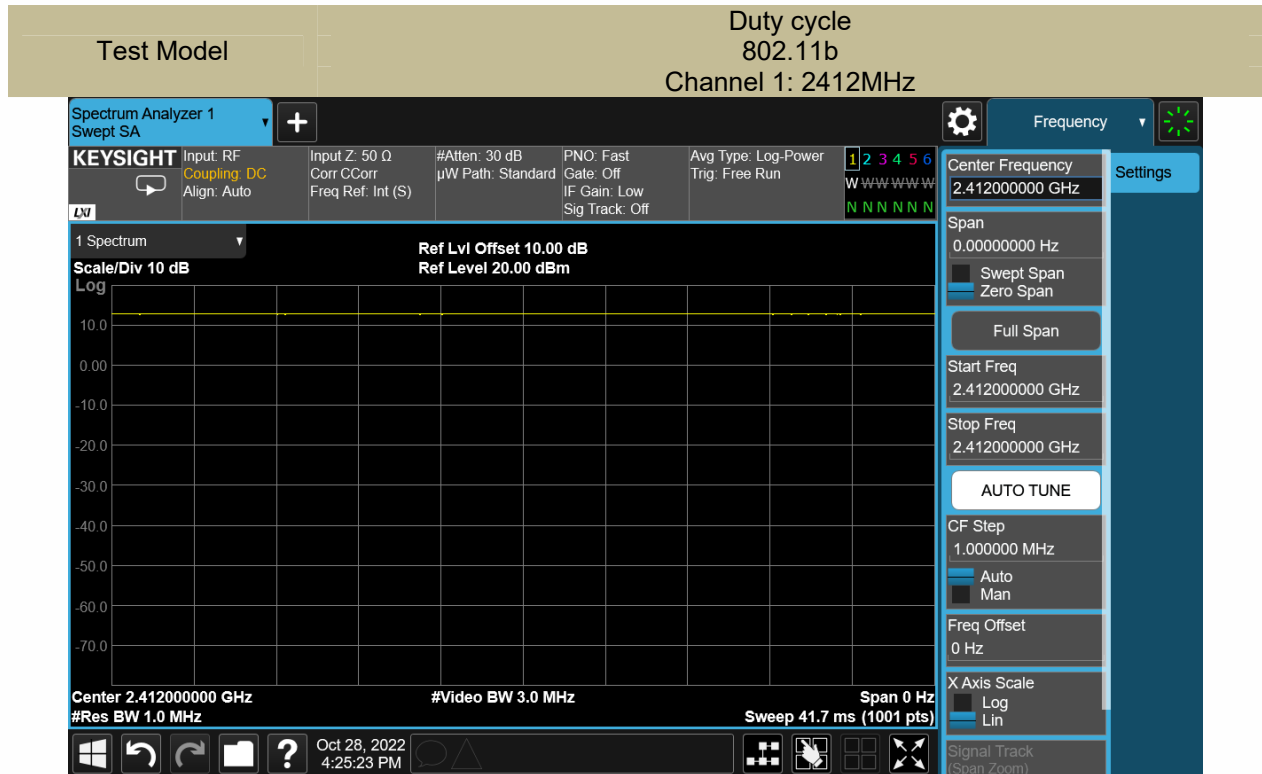 Test Model
Duty cycle
802.11b
Channel 1: 2412MHz
Spectrum Analyzer 1
Swept SA
Frequency
KEYSIGHT
LXI
Input: RF
Coupling: DC
Align: Auto
Input Z: 50 Ω
Corr CCorr
Freq Ref: Int (S)
#Atten: 30 dB
µW Path: Standard
PNO: Fast
Gate: Off
IF Gain: Low
Sig Track: Off
Avg Type: Log-Power
Trig: Free Run
1 2 3 4 5 6
W W W W W W
N N N N N N
1 Spectrum
Scale/Div 10 dB
Ref Lvl Offset 10.00 dB
Ref Level 20.00 dBm
Log
10.0
0.00
-10.0
-20.0
-30.0
-40.0
-50.0
-60.0
-70.0
Center 2.412000000 GHz
#Res BW 1.0 MHz
#Video BW 3.0 MHz
Span 0 Hz
Sweep 41.7 ms (1001 pts)
Oct 28, 2022
4:25:23 PM
Settings
Center Frequency
2.412000000 GHz
Span
0.00000000 Hz
Swept Span
Zero Span
Full Span
Start Freq
2.412000000 GHz
Stop Freq
2.412000000 GHz
AUTO TUNE
CF Step
1.000000 MHz
Auto
Man
Freq Offset
0 Hz
X Axis Scale
Log
Lin
Signal Track
(Span Zoom)